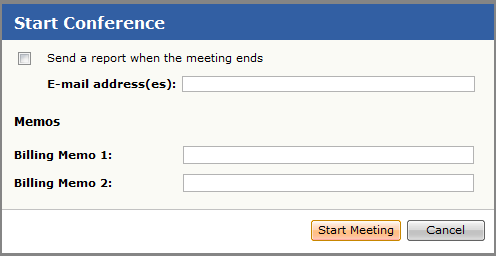 Start Conference
Send a report when the meeting ends
E-mail address(es):
Memos
Billing Memo 1:
Billing Memo 2:
Start Meeting Cancel